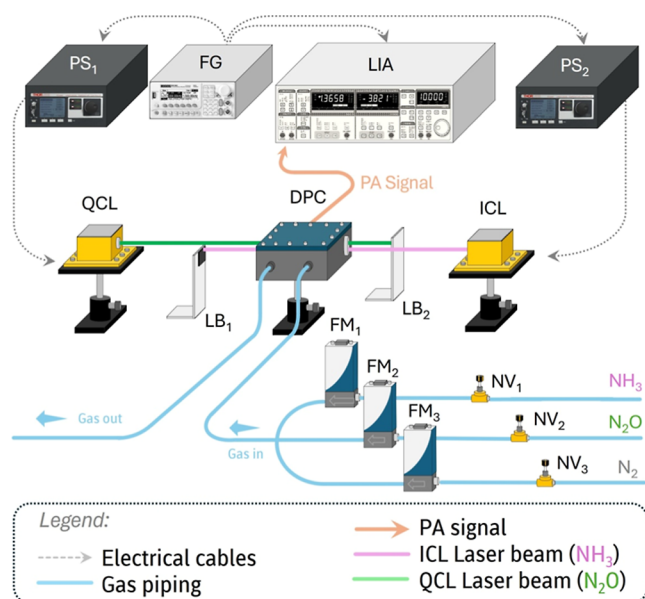 PS₁
FG
LIA
PS₂
13658
-3.821
10000
PA Signal
QCL
DPC
ICL
LB₁
LB₂
FM₁
FM₂
FM₃
NV₁
NH₃
NV₂
N₂O
NV₃
N₂
Gas out
Gas in
Legend:
Electrical cables
Gas piping
PA signal
ICL Laser beam (NH₃)
QCL Laser beam (N₂O)